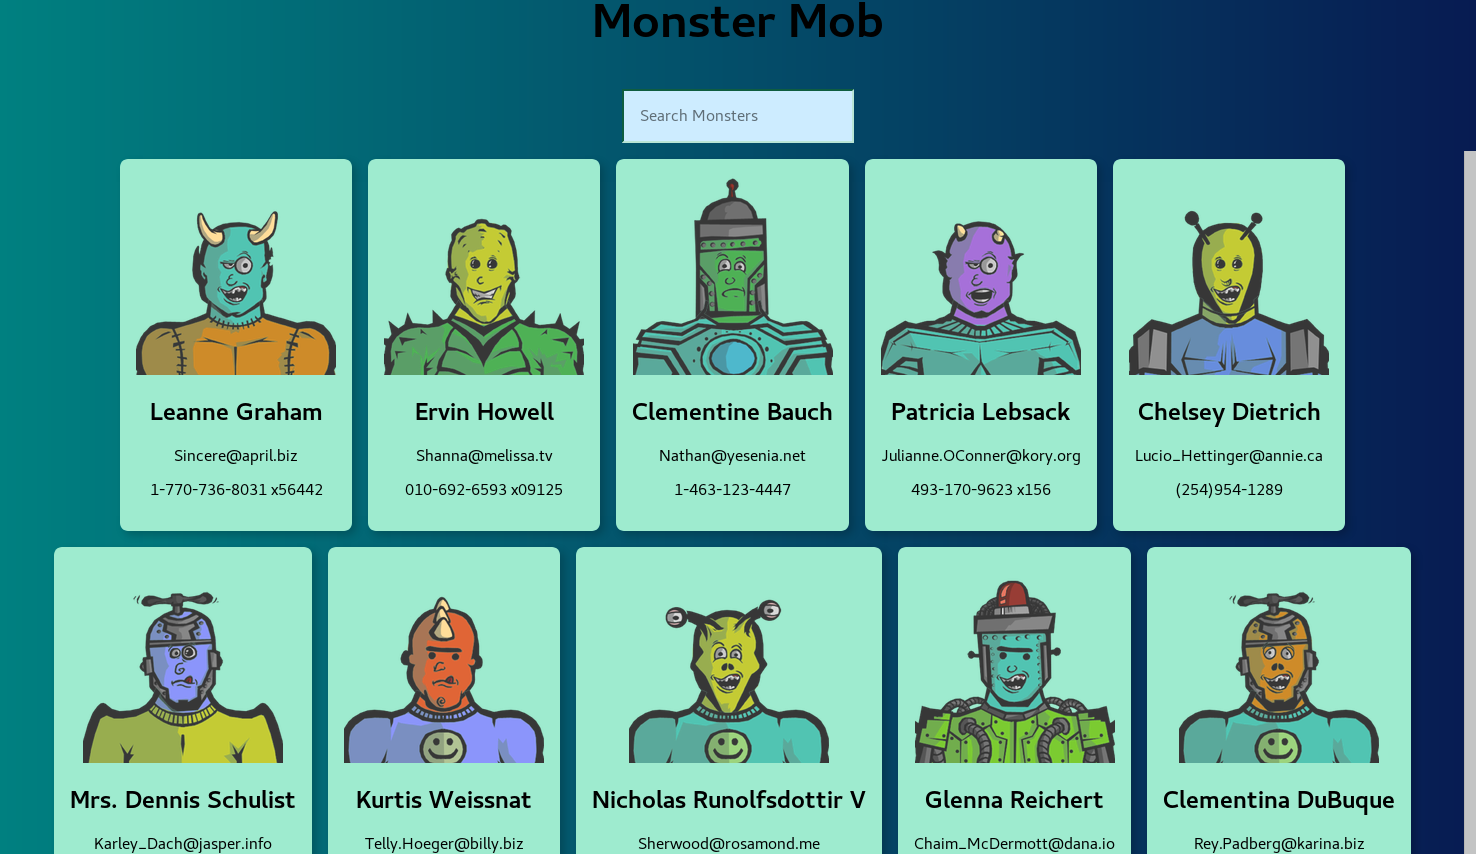 Monster Mob
Search Monsters
Leanne Graham
Sincere@april.biz
1-770-736-8031 x56442
Ervin Howell
Shanna@melissa.tv
010-692-6593 x09125
Clementine Bauch
Nathan@yesenia.net
1-463-123-4447
Patricia Lebsack
Julianne.OConner@kory.org
493-170-9623 x156
Chelsey Dietrich
Lucio_Hettinger@annie.ca
(254)954-1289
Mrs. Dennis Schulist
Karley_Dach@jasper.info
Kurtis Weissnat
Telly.Hoeger@billy.biz
Nicholas Runolfsdottir V
Sherwood@rosamond.me
Glenna Reichert
Chaim_McDermott@dana.io
Clementina DuBuque
Rey.Padberg@karina.biz